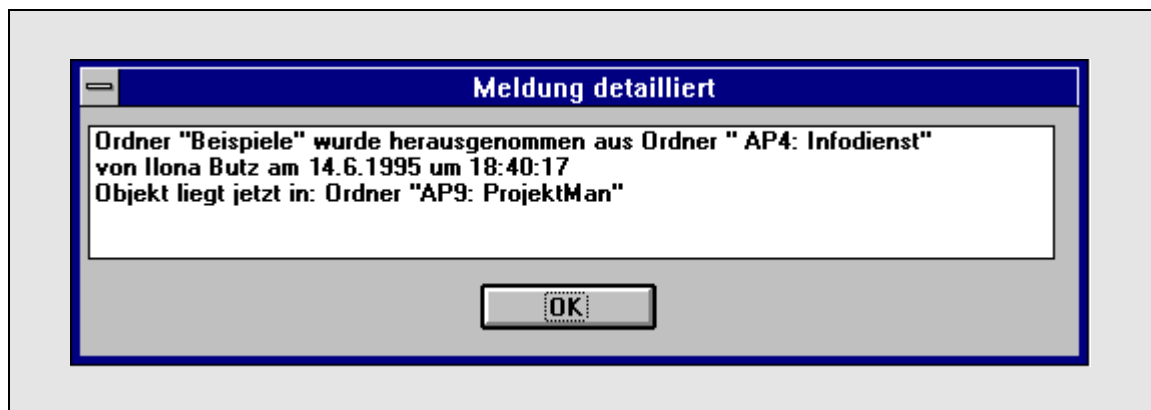 Meldung detailliert
Ordner "Beispiele" wurde herausgenommen aus Ordner " AP4: Infodienst"
von Ilona Butz am 14.6.1995 um 18:40:17
Objekt liegt jetzt in: Ordner "AP9: ProjektMan"
OK